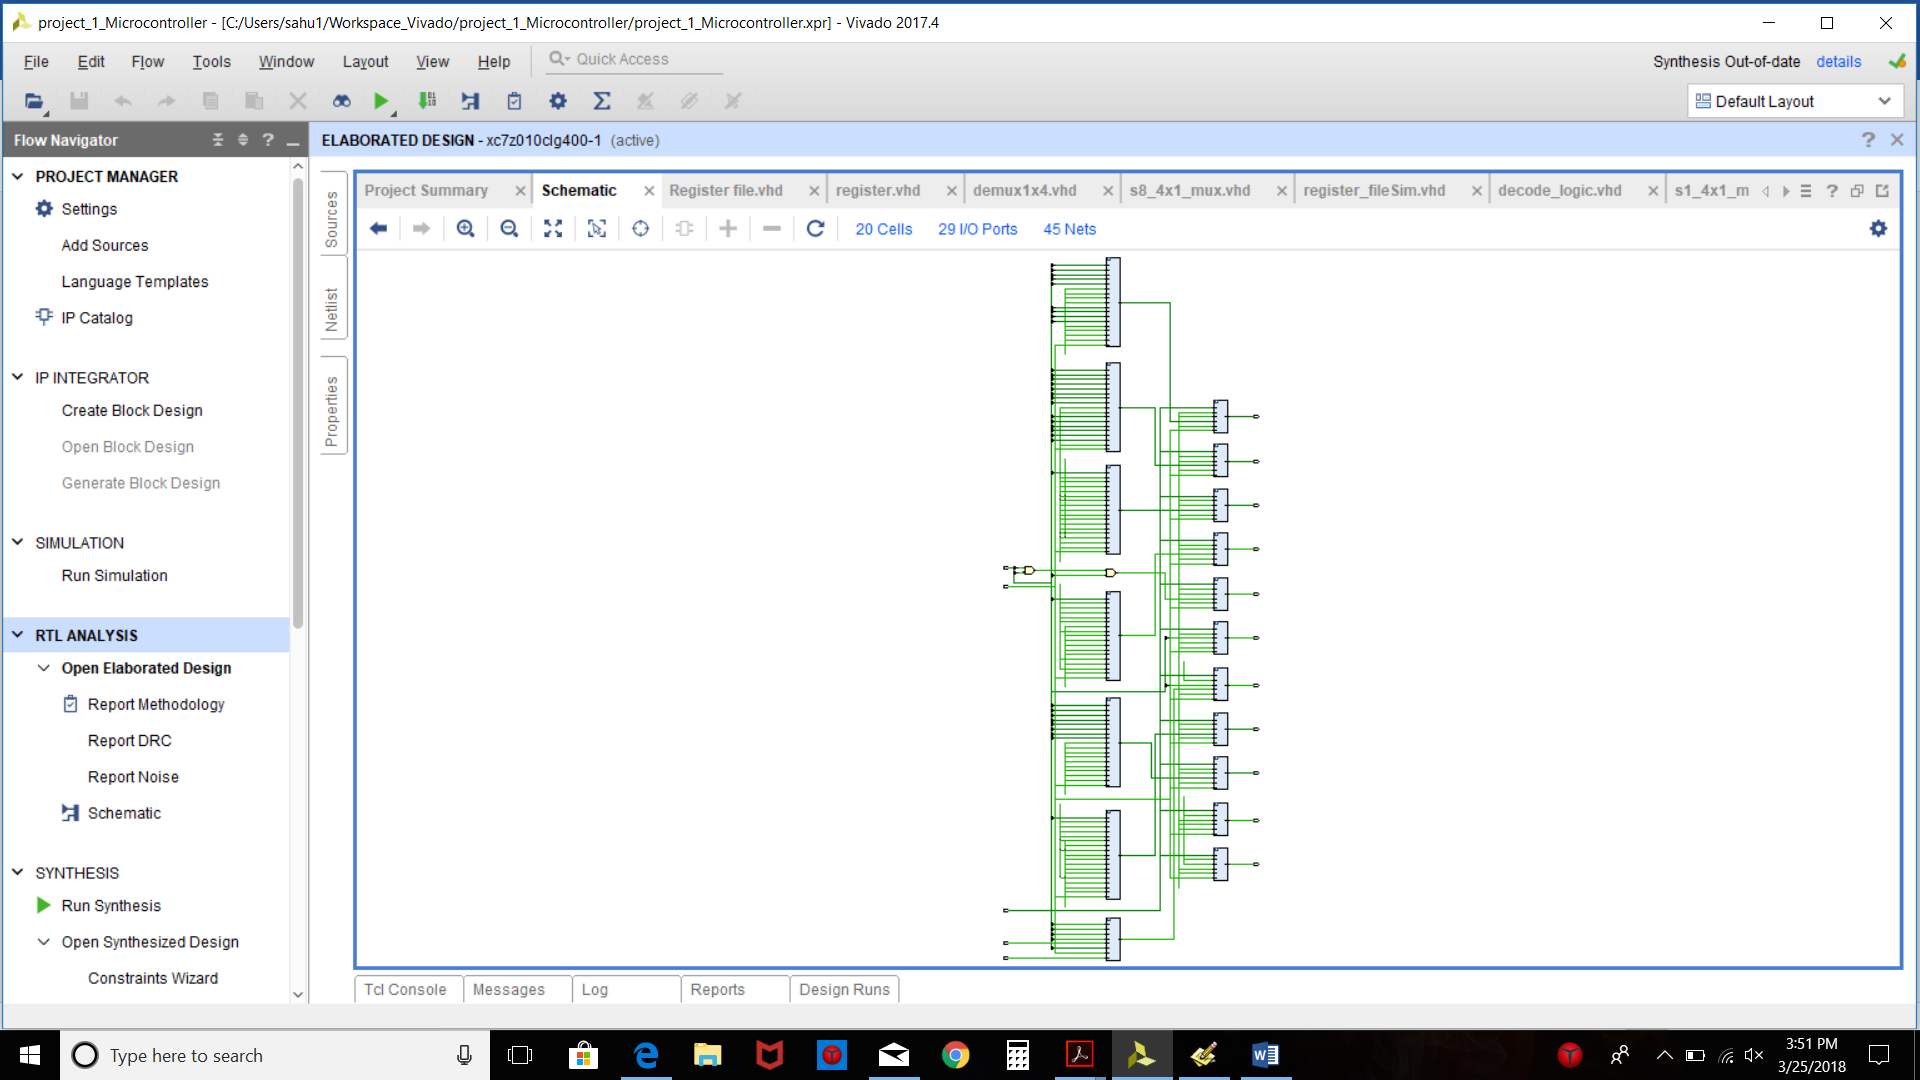 project_1_Microcontroller - [C:/Users/sahu1/Workspace_Vivado/project_1_Microcontroller/project_1_Microcontroller.xpr] - Vivado 2017.4
File Edit Flow Tools Window Layout View Help Quick Access
Synthesis Out-of-date details
Default Layout
Flow Navigator
ELABORATED DESIGN - xc7z010clg400-1 (active)
PROJECT MANAGER
Settings
Add Sources
Language Templates
IP Catalog
IP INTEGRATOR
Create Block Design
Open Block Design
Generate Block Design
SIMULATION
Run Simulation
RTL ANALYSIS
Open Elaborated Design
Report Methodology
Report DRC
Report Noise
Schematic
SYNTHESIS
Run Synthesis
Open Synthesized Design
Constraints Wizard
Sources
Netlist
Properties
Project Summary Schematic Register file.vhd register.vhd demux1x4.vhd s8_4x1_mux.vhd register_fileSim.vhd decode_logic.vhd s1_4x1_m
20 Cells 29 I/O Ports 45 Nets
Tcl Console Messages Log Reports Design Runs
Type here to search
3:51 PM
3/25/2018